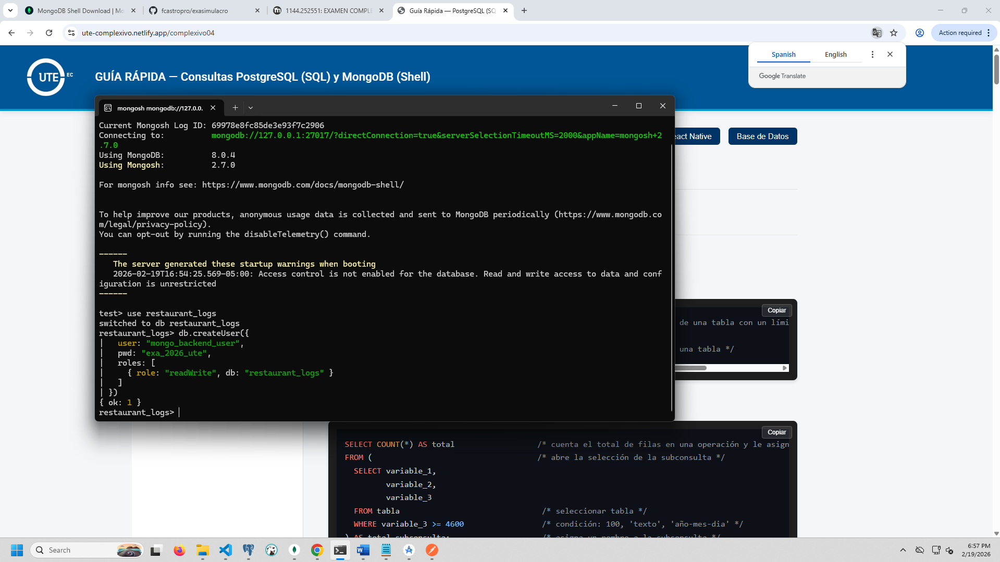 MongoDB Shell Download | Mo
fcastropro/exasimulacro
1144.252551: EXAMEN COMPLE
Guía Rápida — PostgreSQL (SQ
ute-complexivo.netlify.app/complexivo04
Action required
Spanish
English
Google Translate
UTE EC
GUÍA RÁPIDA — Consultas PostgreSQL (SQL) y MongoDB (Shell)
mongosh mongodb://127.0.0.
Current Mongosh Log ID: 69978e8fc85de3e93f7c2906
Connecting to: mongodb://127.0.0.1:27017/?directConnection=true&serverSelectionTimeoutMS=2000&appName=mongosh+2
.7.0
Using MongoDB: 8.0.4
Using Mongosh: 2.7.0
For mongosh info see: https://www.mongodb.com/docs/mongodb-shell/
To help improve our products, anonymous usage data is collected and sent to MongoDB periodically (https://www.mongodb.co
m/legal/privacy-policy).
You can opt-out by running the disableTelemetry() command.
------
The server generated these startup warnings when booting
2026-02-19T16:54:25.569-05:00: Access control is not enabled for the database. Read and write access to data and conf
iguration is unrestricted
------
test> use restaurant_logs
switched to db restaurant_logs
restaurant_logs> db.createUser({
| user: "mongo_backend_user",
| pwd: "exa_2026_ute",
| roles: [
| { role: "readWrite", db: "restaurant_logs" }
| ]
| })
{ ok: 1 }
restaurant_logs>
act Native
Base de Datos
Copiar
de una tabla con un lími
una tabla */
Copiar
SELECT COUNT(*) AS total /* cuenta el total de filas en una operación y le asign
FROM ( /* abre la selección de la subconsulta */
SELECT variable_1,
variable_2,
variable_3
FROM tabla /* seleccionar tabla */
WHERE variable_3 >= 4600 /* condición: 100, 'texto', 'año-mes-dia' */
) AS total_subconsulta; /* asigna un nombre a la subconsulta */
Search
6:57 PM
2/19/2026